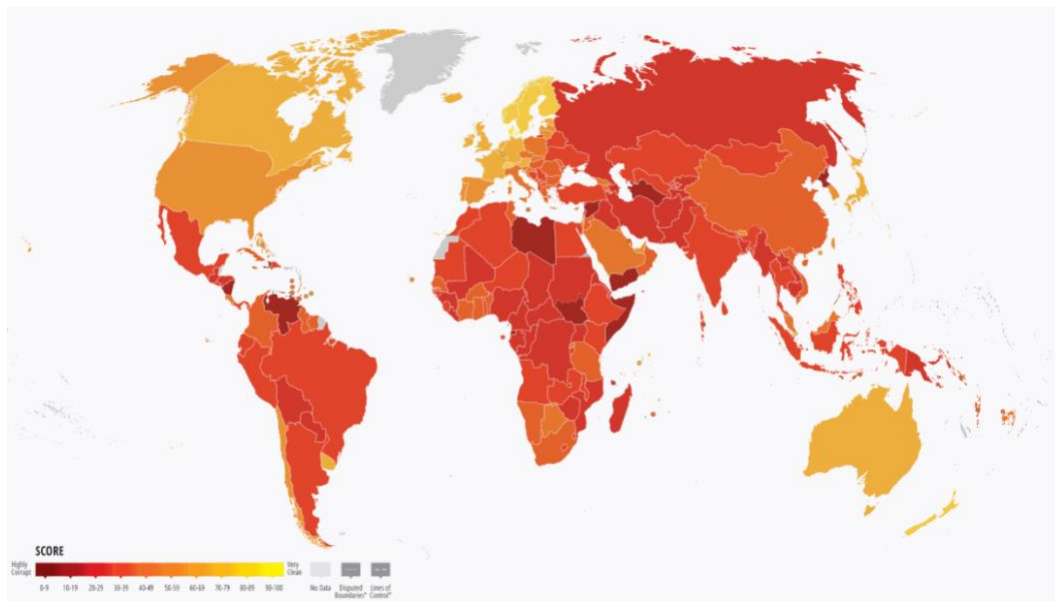 SCORE
Highly
Corrupt
Very
Clean
0-9 10-19 20-29 30-39 40-49 50-59 60-69 70-79 80-89 90-100
No Data
Disputed
Boundaries*
Lines of
Control*